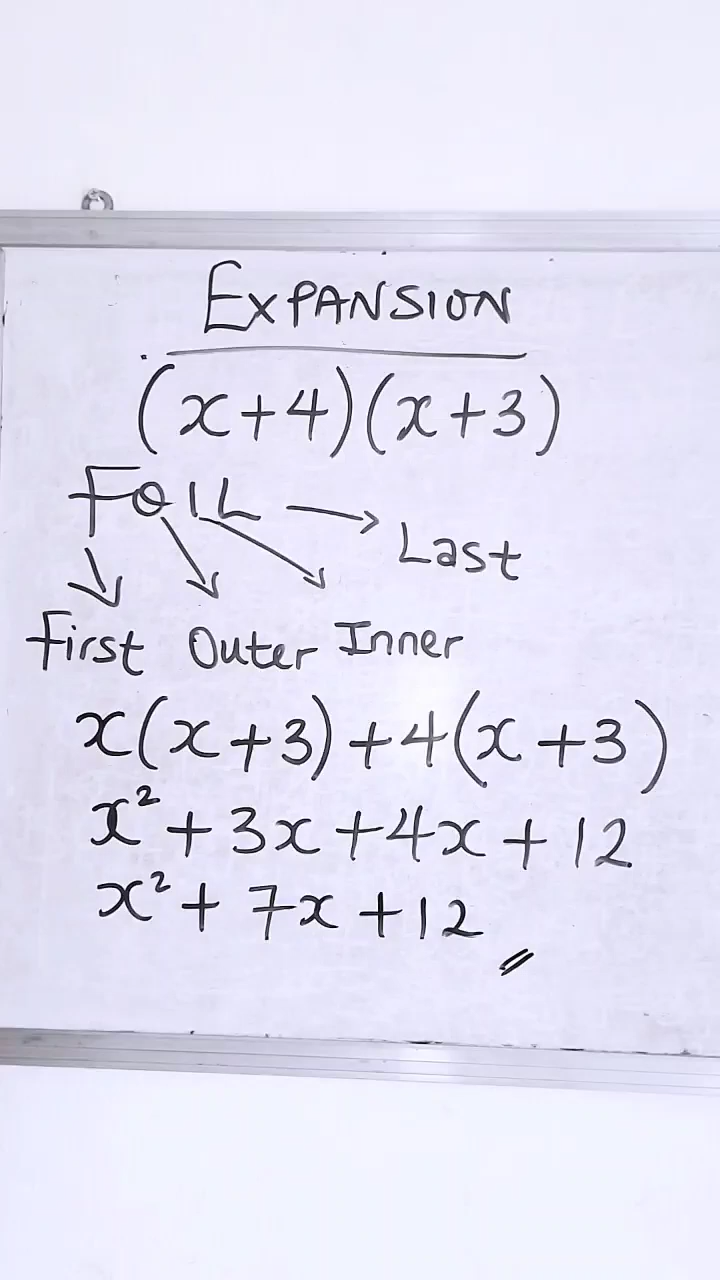 EXPANSION
(x+4)(x+3)
FOIL → Last
First Outer Inner
x(x+3)+4(x+3)
x²+3x+4x+12
x²+7x+12